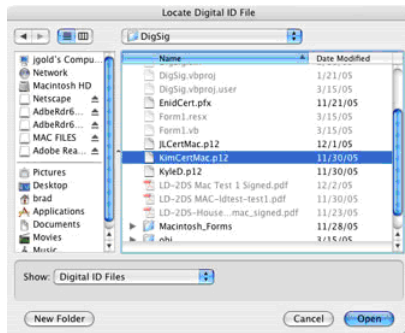 Locate Digital ID File
DigSig
Name Date Modified
jgold's Compu...
Network
Macintosh HD
Netscape
AdbeRdr6...
AdbeRdr6...
MAC FILES
Adobe Rea...
Pictures
Desktop
brad
Applications
Documents
Movies
Music
DigSig.vbproj 1/21/05
DigSig.vbproj.user 3/15/05
EnidCert.pfx 11/21/05
Form1.resx 3/15/05
Form1.vb 3/15/05
JLCertMac.p12 12/1/05
KimCertMac.p12 11/30/05
KyleD.p12 11/30/05
LD-2DS Mac Test 1 Signed.pdf 12/2/05
LD-2DS MAC-ldtest-test1.pdf 11/30/05
LD-2DS-House...mac_signed.pdf 11/23/05
Macintosh_Forms 11/28/05
obj 3/15/05
Show: Digital ID Files
New Folder Cancel Open